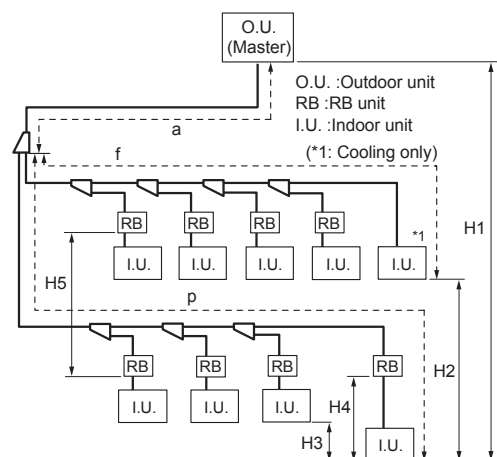 O.U.
(Master)
O.U. :Outdoor unit
RB :RB unit
I.U. :Indoor unit
(*1: Cooling only)
a
f
H1
RB RB RB RB
*1
I.U. I.U. I.U. I.U. I.U.
H5
p
H2
RB RB RB RB
H4
I.U. I.U. I.U.
H3
I.U.